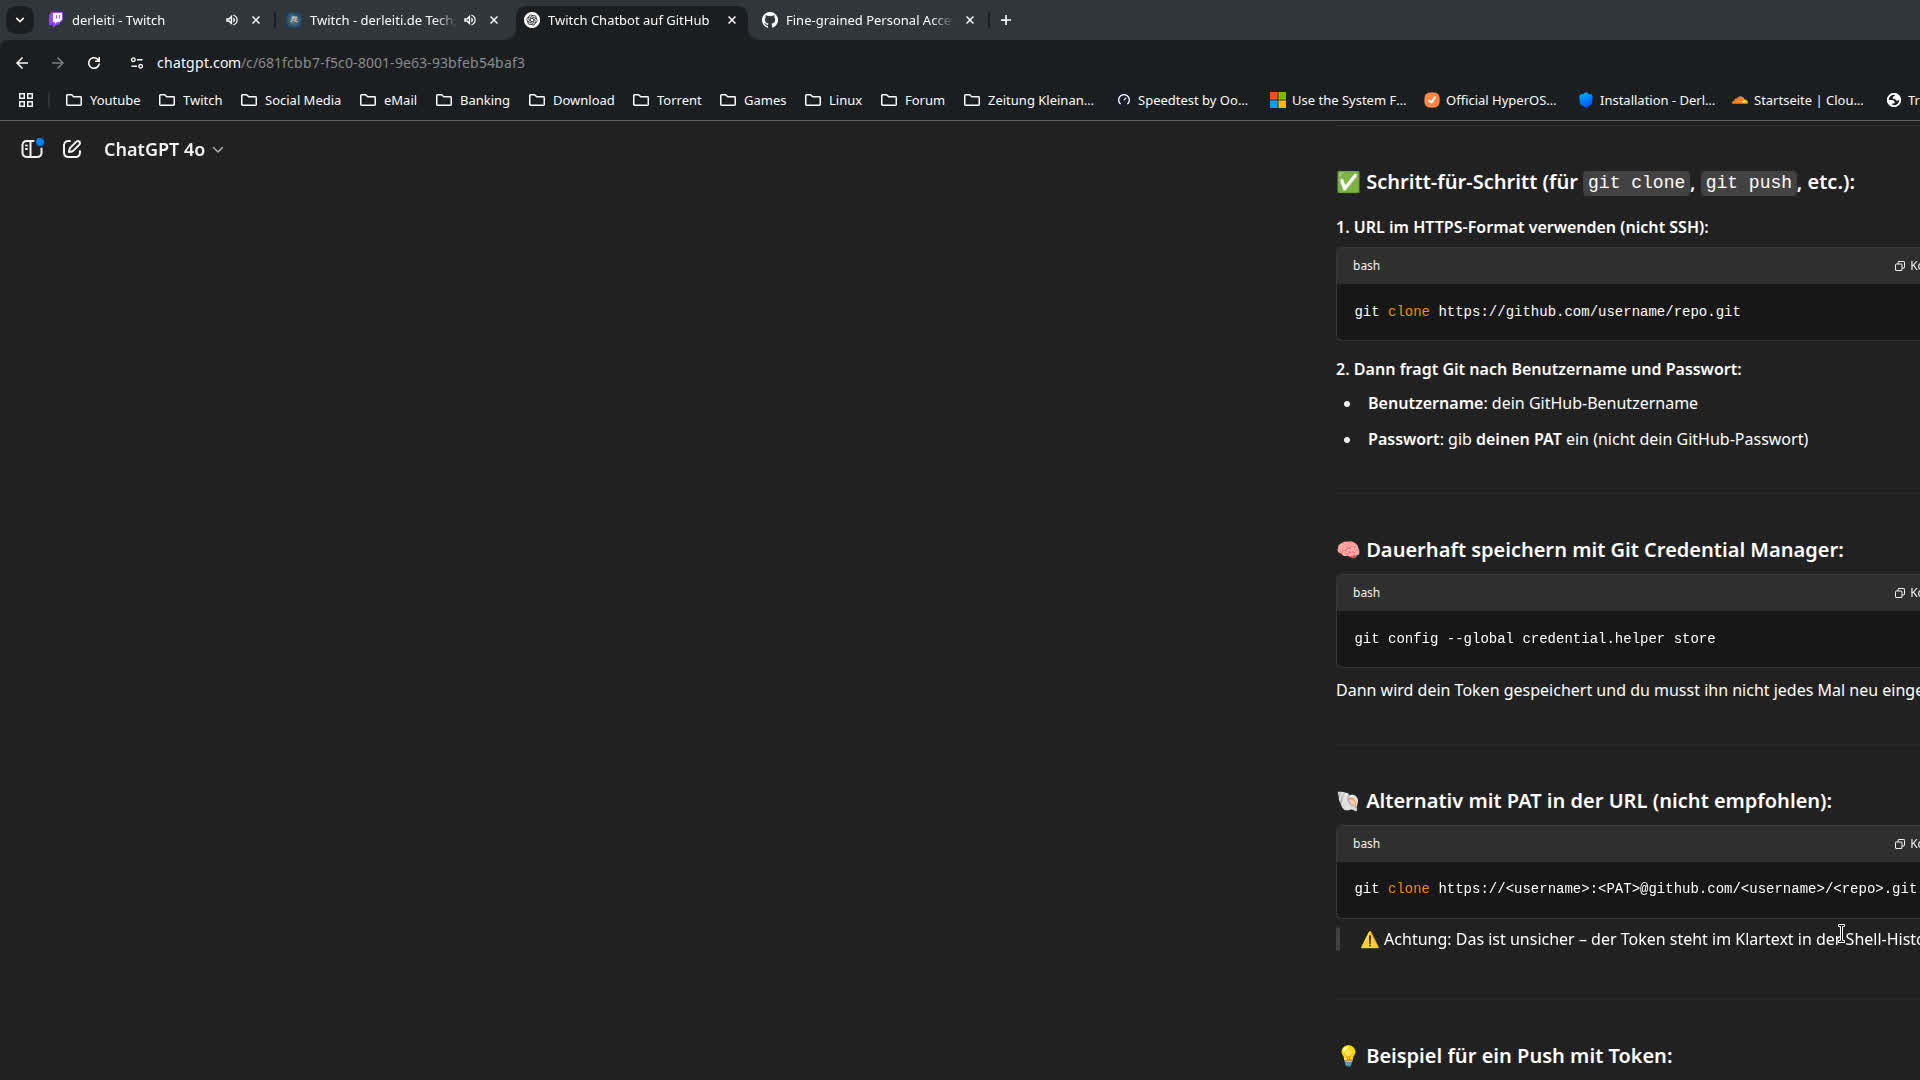 derleiti - Twitch
Twitch - derleiti.de Tech
Twitch Chatbot auf GitHub
Fine-grained Personal Acce
chatgpt.com/c/681fcbb7-f5c0-8001-9e63-93bfeb54baf3
Youtube
Twitch
Social Media
eMail
Banking
Download
Torrent
Games
Linux
Forum
Zeitung Kleinan...
Speedtest by Oo...
Use the System F...
Official HyperOS...
Installation - Derl...
Startseite | Clou...
Tr
ChatGPT 4o
✅ Schritt-für-Schritt (für git clone, git push, etc.):
1. URL im HTTPS-Format verwenden (nicht SSH):
bash
Ko
git clone https://github.com/username/repo.git
2. Dann fragt Git nach Benutzername und Passwort:
• Benutzername: dein GitHub-Benutzername
• Passwort: gib deinen PAT ein (nicht dein GitHub-Passwort)
🧠 Dauerhaft speichern mit Git Credential Manager:
bash
Ko
git config --global credential.helper store
Dann wird dein Token gespeichert und du musst ihn nicht jedes Mal neu einge
🐚 Alternativ mit PAT in der URL (nicht empfohlen):
bash
Ko
git clone https://<username>:<PAT>@github.com/<username>/<repo>.git
⚠️ Achtung: Das ist unsicher – der Token steht im Klartext in der Shell-Histo
💡 Beispiel für ein Push mit Token: